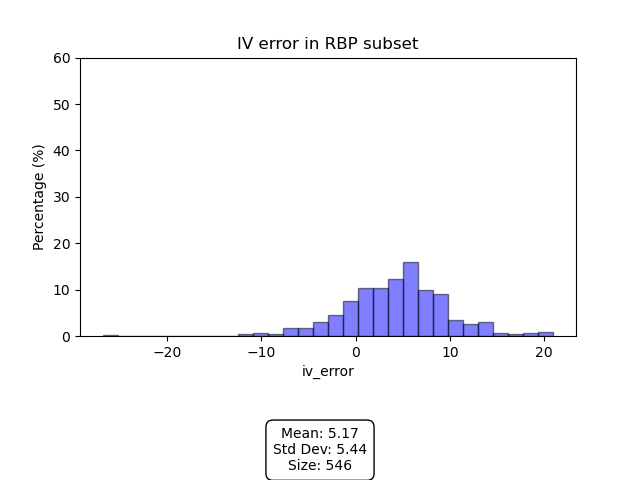 IV error in RBP subset
60
50
40
30
20
10
0
Percentage (%)
−20
−10
0
10
20
iv_error
Mean: 5.17
Std Dev: 5.44
Size: 546